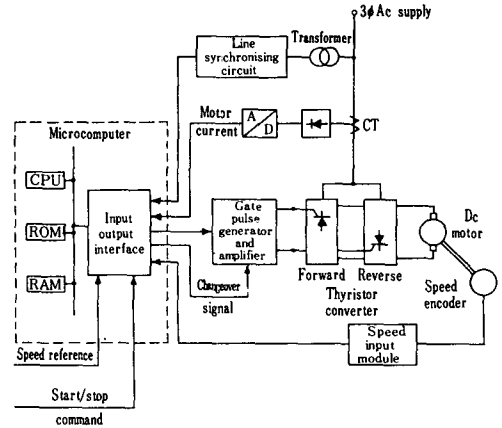 3ϕ Ac supply
Transformer
Line
synchronising
circuit
Motor
current
A
D
CT
Microcomputer
CPU
ROM
RAM
Input
output
interface
Gate
pulse
generator
and
amplifier
Changeover
signal
Forward
Reverse
Thyristor
converter
Dc
motor
Speed
encoder
Speed
input
module
Speed reference
Start/stop
command